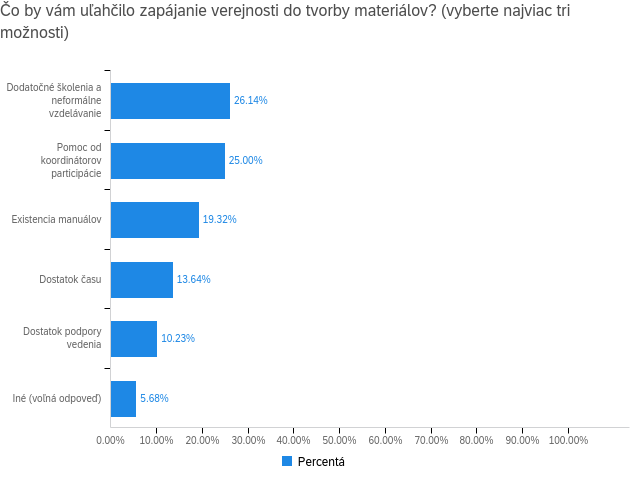 Čo by vám uľahčilo zapájanie verejnosti do tvorby materiálov? (vyberte najviac tri
možnosti)
Dodatočné školenia a
neformálne
vzdelávanie
26.14%
Pomoc od
koordinátorov
participácie
25.00%
Existencia manuálov
19.32%
Dostatok času
13.64%
Dostatok podpory
vedenia
10.23%
Iné (voľná odpoveď)
5.68%
0.00% 10.00% 20.00% 30.00% 40.00% 50.00% 60.00% 70.00% 80.00% 90.00% 100.00%
Percentá